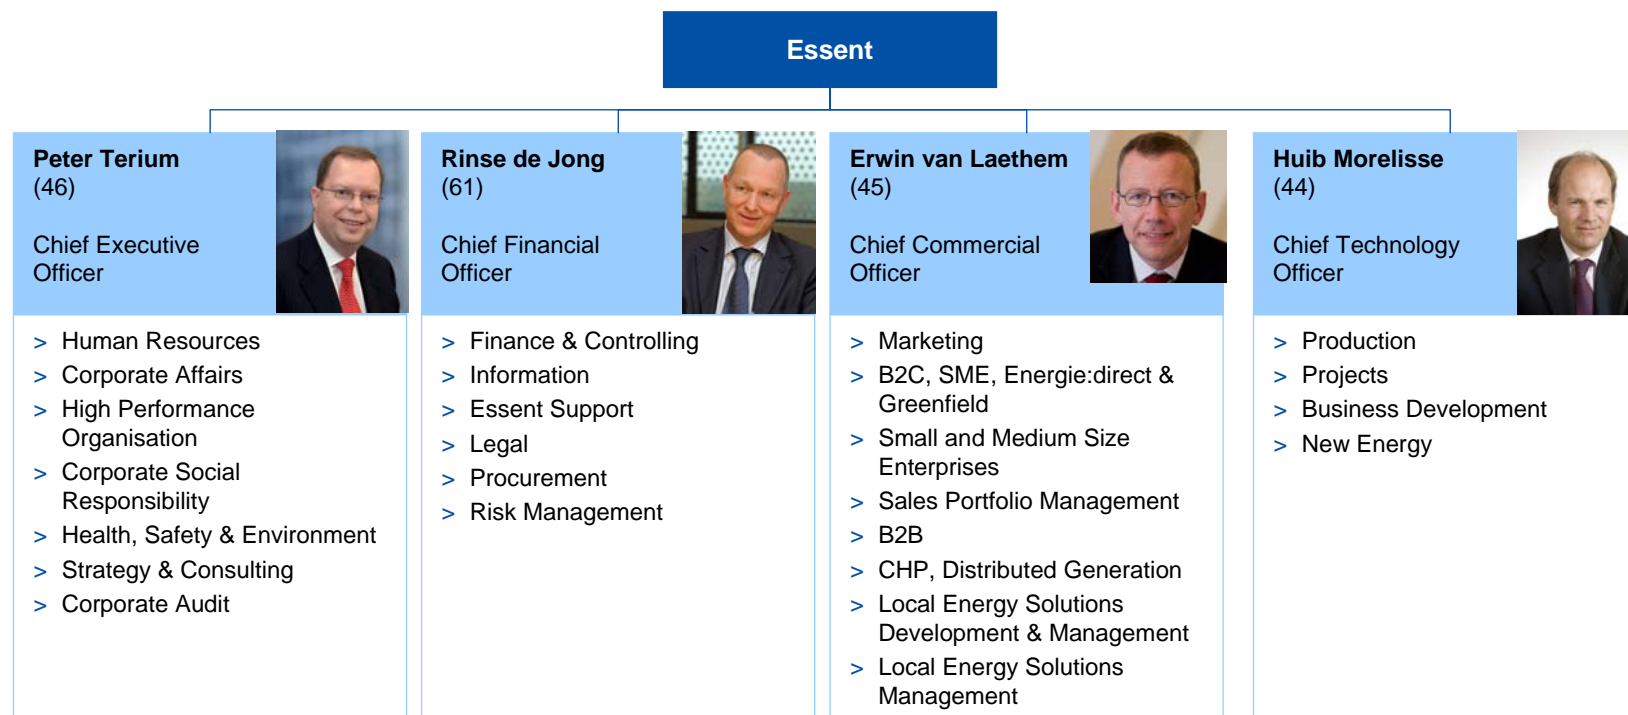 Essent
Peter Terium
(46)
Chief Executive
Officer
> Human Resources
> Corporate Affairs
> High Performance
Organisation
> Corporate Social
Responsibility
> Health, Safety & Environment
> Strategy & Consulting
> Corporate Audit
Rinse de Jong
(61)
Chief Financial
Officer
> Finance & Controlling
> Information
> Essent Support
> Legal
> Procurement
> Risk Management
Erwin van Laethem
(45)
Chief Commercial
Officer
> Marketing
> B2C, SME, Energie:direct &
Greenfield
> Small and Medium Size
Enterprises
> Sales Portfolio Management
> B2B
> CHP, Distributed Generation
> Local Energy Solutions
Development & Management
> Local Energy Solutions
Management
Huib Morelisse
(44)
Chief Technology
Officer
> Production
> Projects
> Business Development
> New Energy